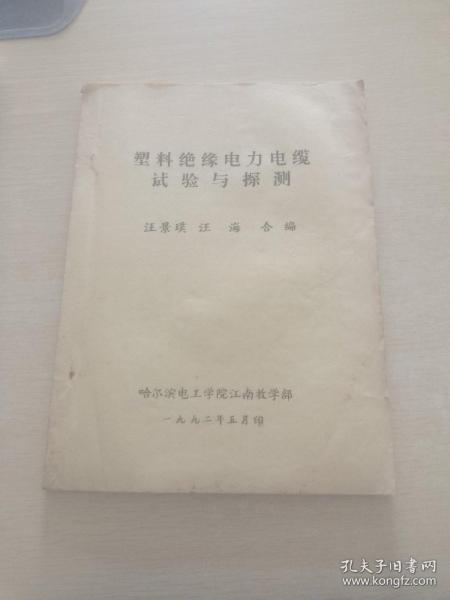 塑料绝缘电力电缆
试验与探测
汪景璞 汪 海 合编
哈尔滨电工学院江南教学部
一九九二年五月印
孔夫子旧书网
www.kongfz.com